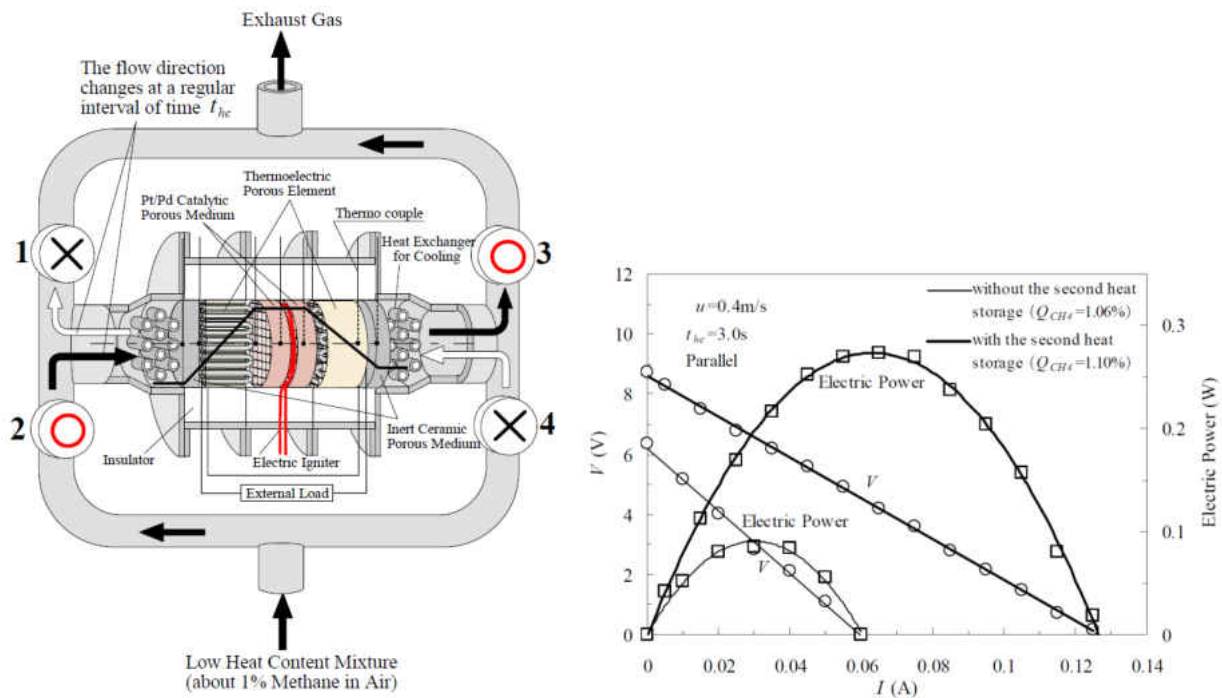 Exhaust Gas
The flow direction
changes at a regular
interval of time t_hc
Thermoelectric
Porous Element
Pt/Pd Catalytic
Porous Medium
Thermo couple
Heat Exchanger
for Cooling
1
3
2
4
Insulator
Electric Igniter
Inert Ceramic
Porous Medium
External Load
Low Heat Content Mixture
(about 1% Methane in Air)
12
10
8
6
4
2
0
V (V)
u=0.4m/s
t_hc=3.0s
Parallel
without the second heat
storage (Q_CH4=1.06%)
with the second heat
storage (Q_CH4=1.10%)
Electric Power
V
Electric Power
V
0.3
0.2
0.1
0
Electric Power (W)
0
0.02
0.04
0.06
0.08
0.1
0.12
0.14
I (A)